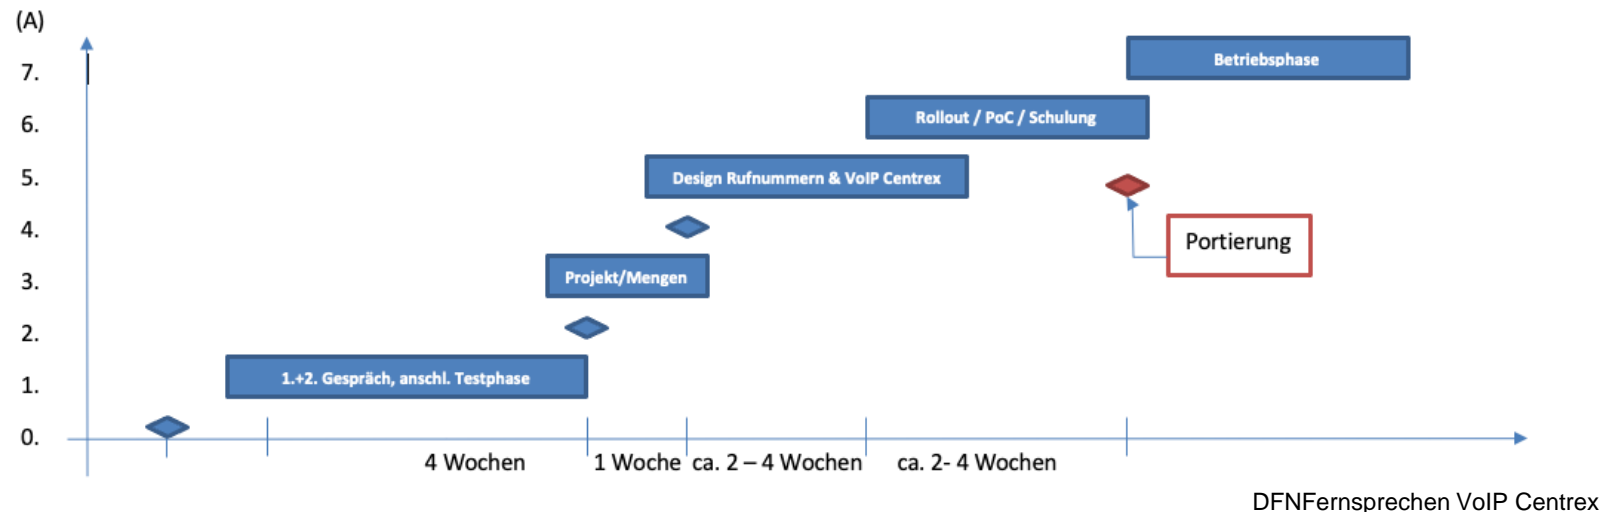 (A)
7.
Betriebsphase
6.
Rollout / PoC / Schulung
5.
Design Rufnummern & VoIP Centrex
4.
Portierung
3.
Projekt/Mengen
2.
1.
1.+2. Gespräch, anschl. Testphase
0.
4 Wochen
1 Woche
ca. 2 – 4 Wochen
ca. 2- 4 Wochen
DFNFernsprechen VoIP Centrex